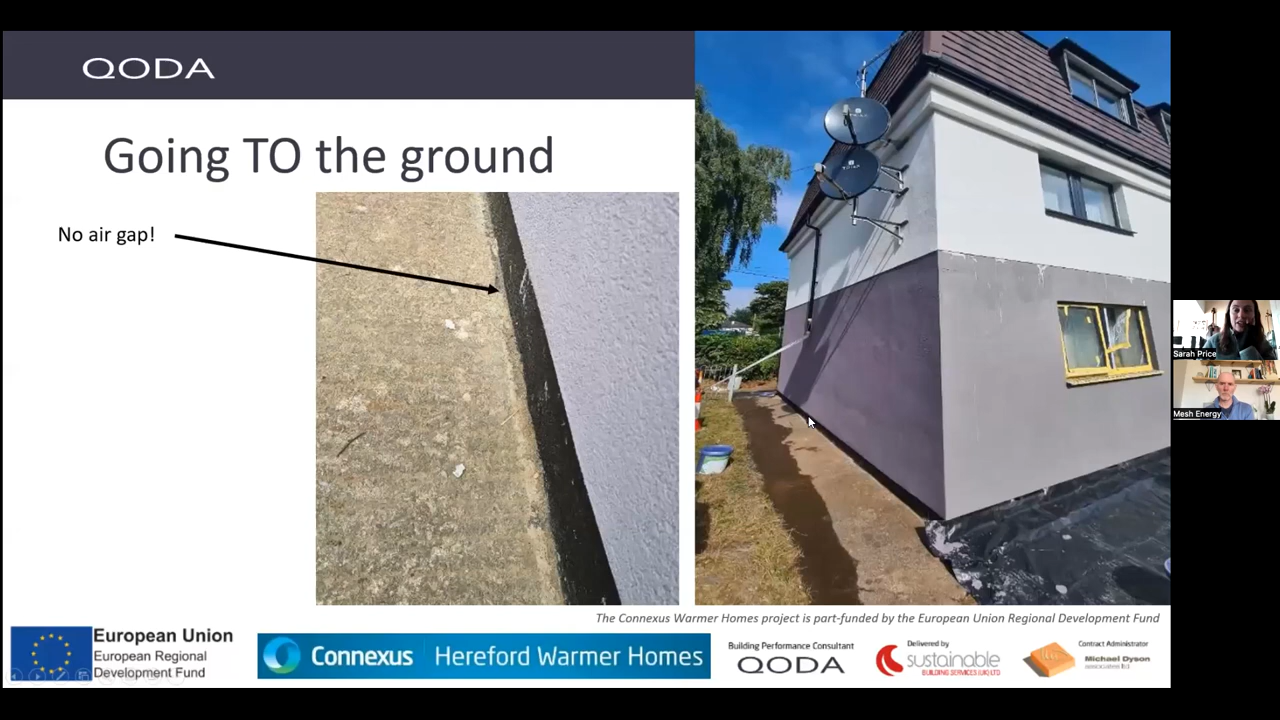 QODA
Going TO the ground
No air gap!
Sarah Price
Mesh Energy
The Connexus Warmer Homes project is part-funded by the European Union Regional Development Fund
European Union
European Regional
Development Fund
Connexus Hereford Warmer Homes
Building Performance Consultant
QODA
Delivered by
sustainable
BUILDING SERVICES (UK) LTD
Contract Administrator
Michael Dyson
associates ltd